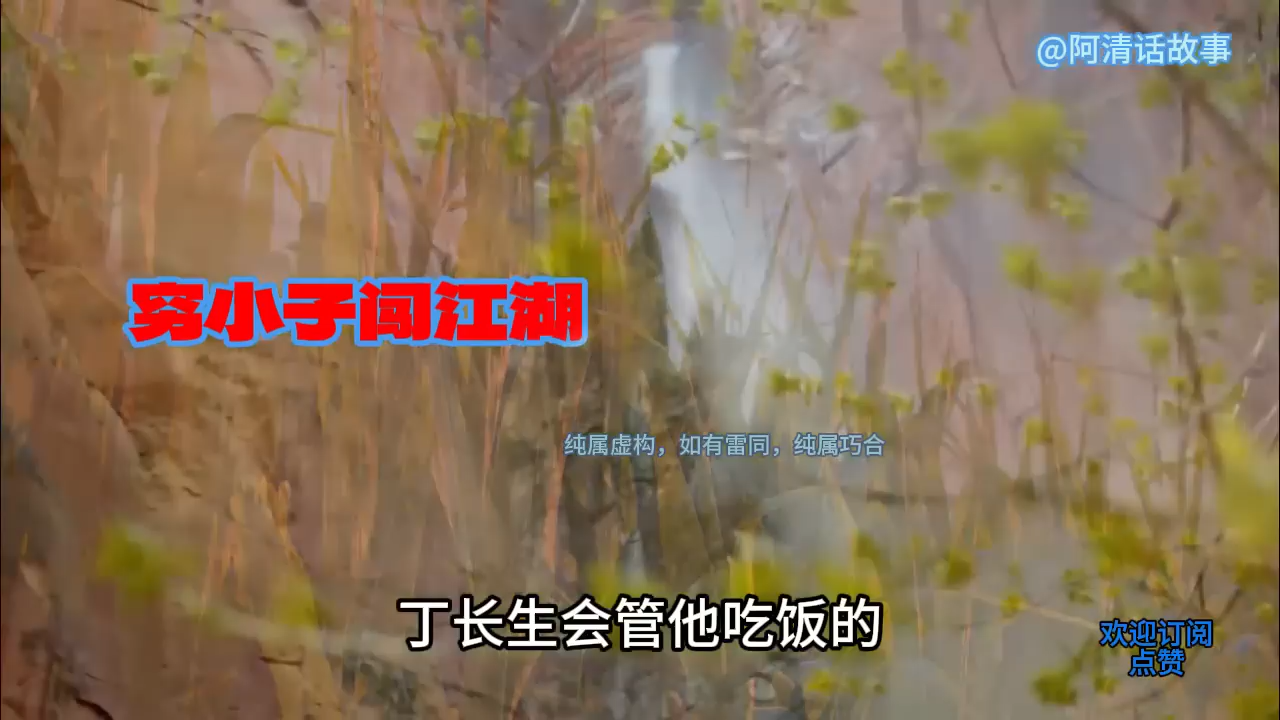 @阿清话故事
穷小子闯江湖
纯属虚构，如有雷同，纯属巧合
丁长生会管他吃饭的
欢迎订阅
点赞